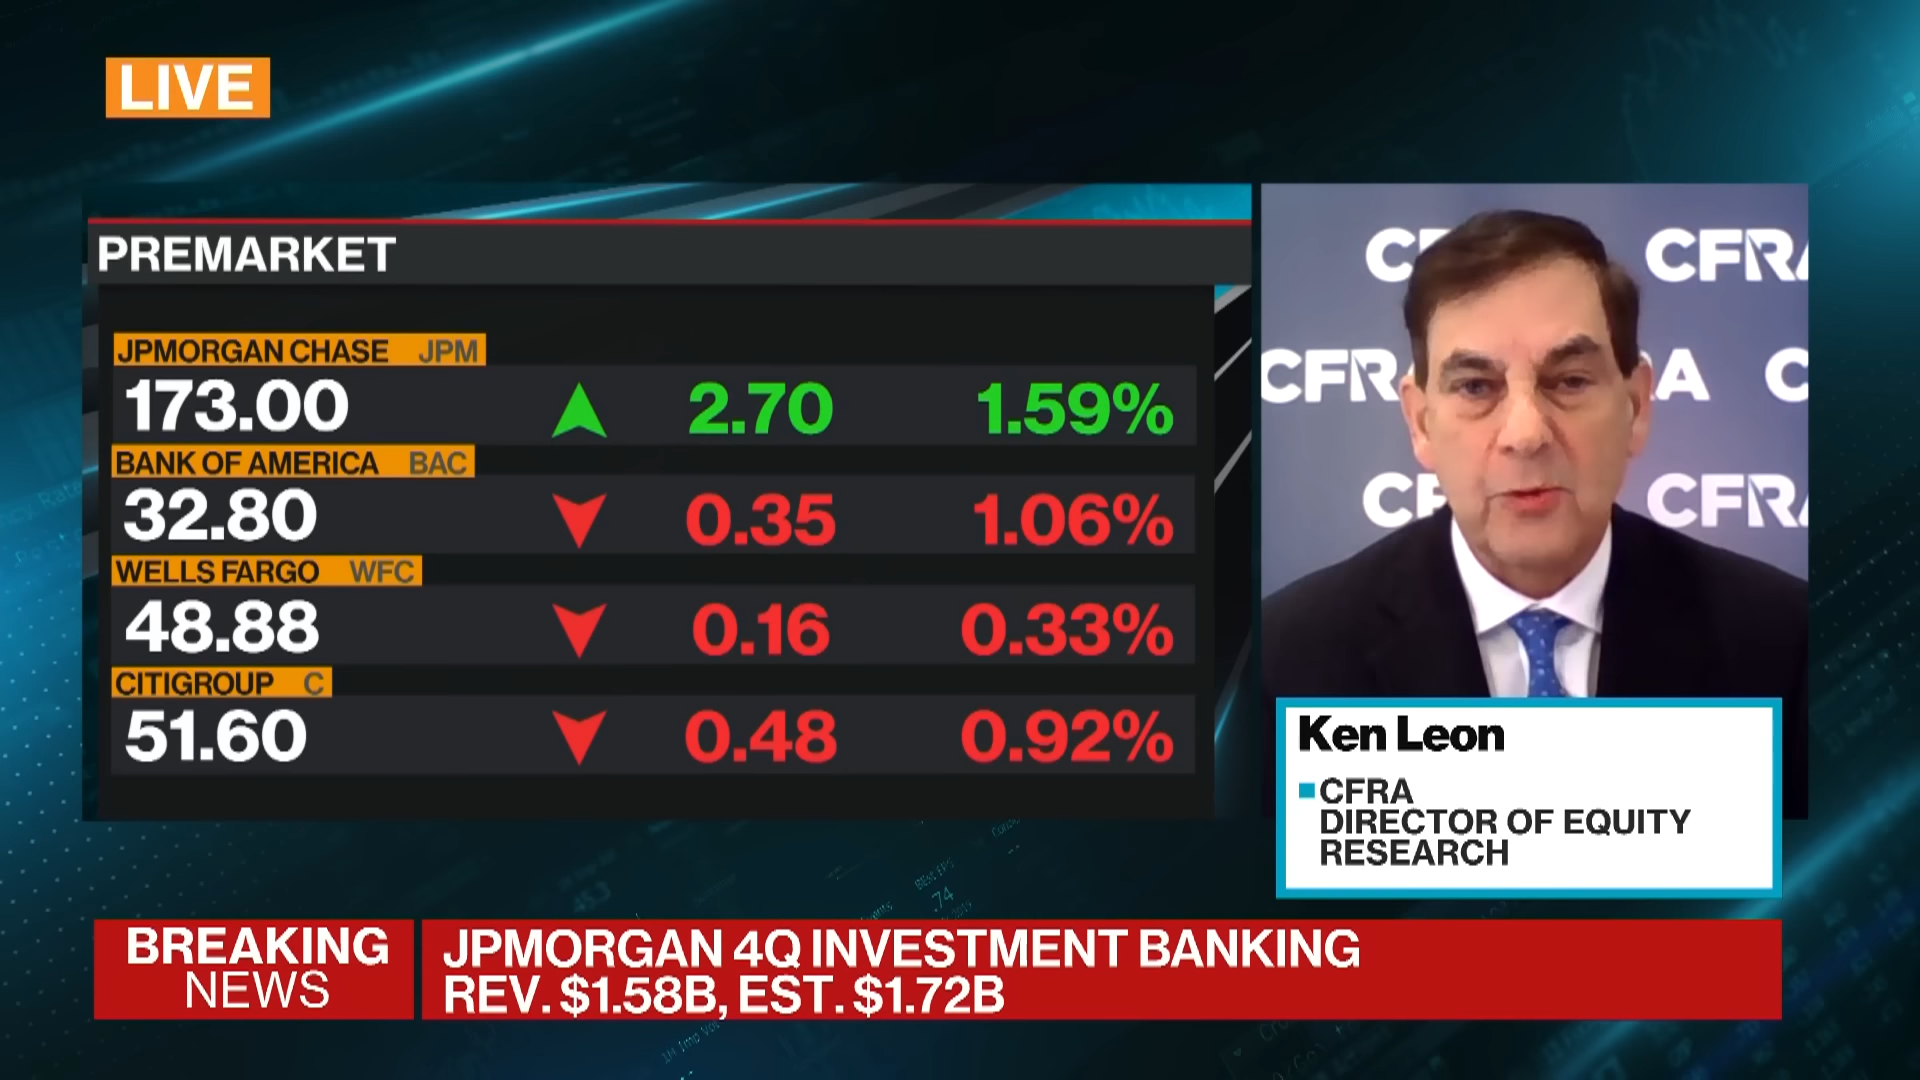 LIVE
PREMARKET
JPMORGAN CHASE JPM
173.00 2.70 1.59%
BANK OF AMERICA BAC
32.80 0.35 1.06%
WELLS FARGO WFC
48.88 0.16 0.33%
CITIGROUP C
51.60 0.48 0.92%
CFRA
CFRA
CFRA
Ken Leon
CFRA
DIRECTOR OF EQUITY
RESEARCH
BREAKING
NEWS
JPMORGAN 4Q INVESTMENT BANKING
REV. $1.58B, EST. $1.72B